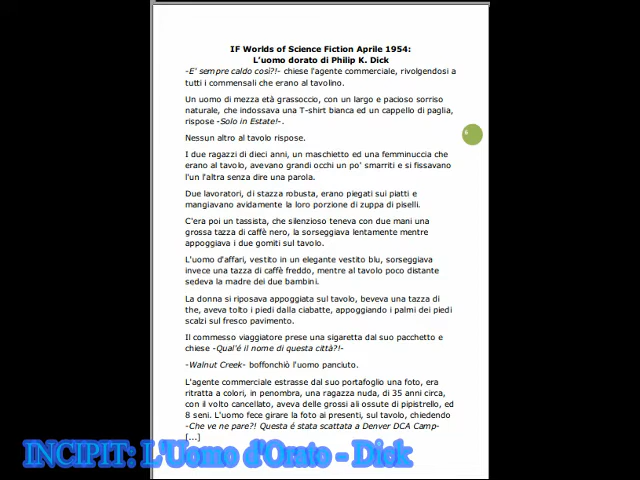 IF Worlds of Science Fiction Aprile 1954:
L'uomo dorato di Philip K. Dick
-E' sempre caldo così?!- chiese l'agente commerciale, rivolgendosi a
tutti i commensali che erano al tavolino.
Un uomo di mezza età grassoccio, con un largo e pacioso sorriso
naturale, che indossava una T-shirt bianca ed un cappello di paglia,
rispose -Solo in Estate!-.
Nessun altro al tavolo rispose.
I due ragazzi di dieci anni, un maschietto ed una femminuccia che
erano al tavolo, avevano grandi occhi un po' smarriti e si fissavano
l'un l'altra senza dire una parola.
Due lavoratori, di stazza robusta, erano piegati sui piatti e
mangiavano avidamente la loro porzione di zuppa di piselli.
C'era poi un tassista, che silenzioso teneva con due mani una
grossa tazza di caffè nero, la sorseggiava lentamente mentre
appoggiava i due gomiti sul tavolo.
L'uomo d'affari, vestito in un elegante vestito blu, sorseggiava
invece una tazza di caffè freddo, mentre al tavolo poco distante
sedeva la madre dei due bambini.
La donna si riposava appoggiata sul tavolo, beveva una tazza di
the, aveva tolto i piedi dalla ciabatte, appoggiando i palmi dei piedi
scalzi sul fresco pavimento.
Il commesso viaggiatore prese una sigaretta dal suo pacchetto e
chiese -Qual'é il nome di questa città?!-
-Walnut Creek- boffonchiò l'uomo panciuto.
L'agente commerciale estrasse dal suo portafoglio una foto, era
ritratta a colori, in penombra, una ragazza nuda, di 35 anni circa,
con il volto cancellato, aveva delle grossi ali ossute di pipistrello, ed
8 seni. L'uomo fece girare la foto ai presenti, sul tavolo, chiedendo
-Che ve ne pare?! Questa é stata scattata a Denver DCA Camp-
[...]
INCIPIT: L'Uomo d'Orato - Dick